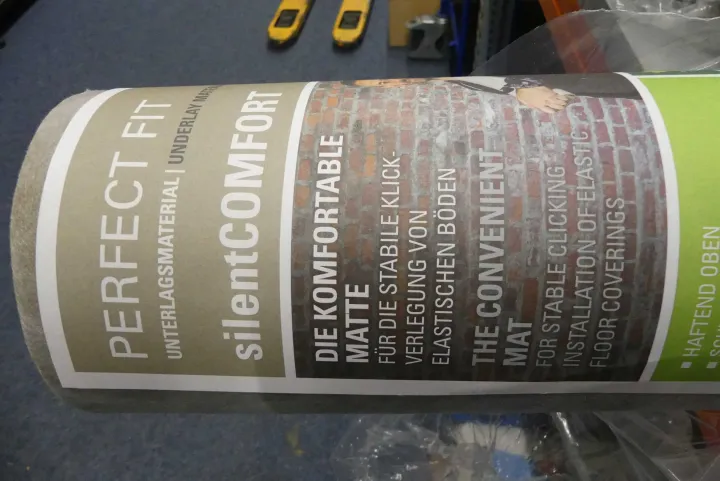 PERFECT FIT
UNTERLAGSMATERIAL | UNDERLAY
silentCOMFORT
DIE KOMFORTABLE
MATTE
FÜR DIE STABILE KLICK-
VERLEGUNG VON
ELASTISCHEN BÖDEN
THE CONVENIENT
MAT
FOR STABLE CLICKING
INSTALLATION OF ELASTIC
FLOOR COVERINGS
■ HAFTEND OBEN